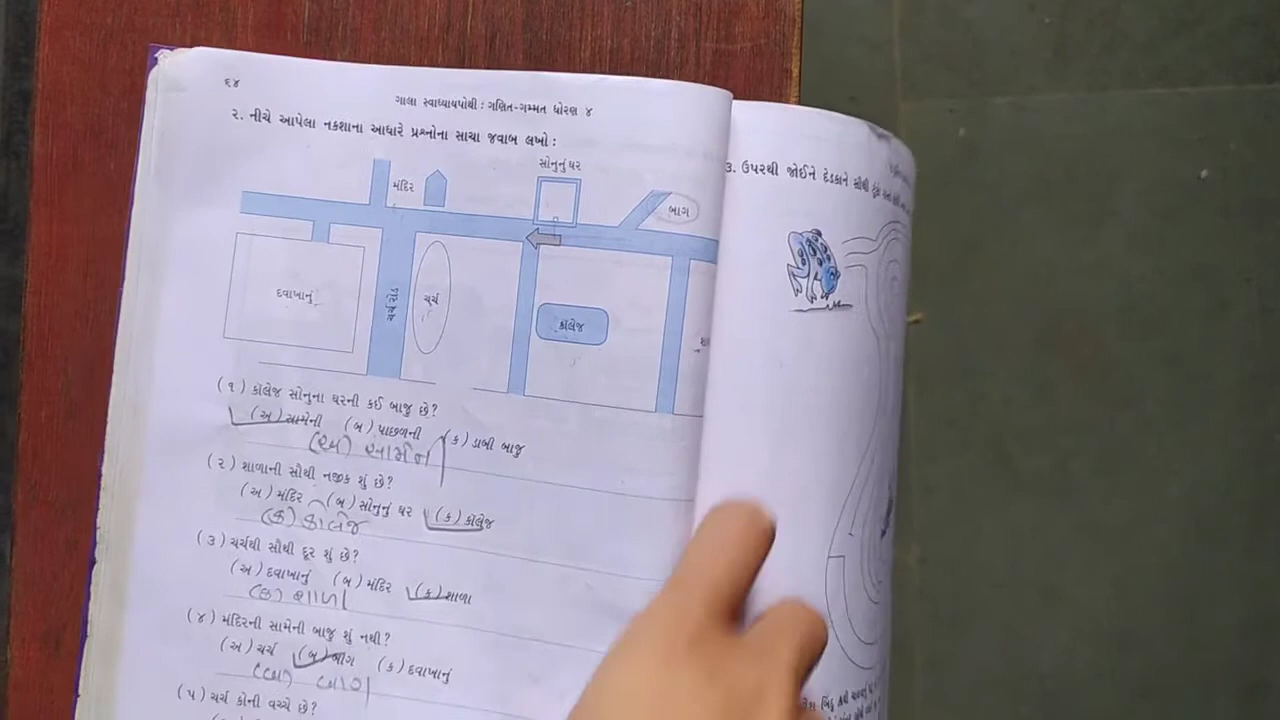 ૬૪
ગાલા સ્વાધ્યાયપોથી : ગણિત-ગમ્મત ધોરણ ૪
૨. નીચે આપેલા નકશાના આધારે પ્રશ્નોના સાચા જવાબ લખો :
સોનુનું ઘર
મંદિર
બાગ
દવાખાનું
ચર્ચ રોડ
ચર્ચ
કૉલેજ
(૧) કૉલેજ સોનુના ઘરની કઈ બાજુ છે?
(અ) સામેની (બ) પાછળની (ક) ડાબી બાજુ
(અ) સામેની
(૨) શાળાની સૌથી નજીક શું છે?
(અ) મંદિર (બ) સોનુનું ઘર (ક) કૉલેજ
(ક) કોલેજ
(૩) ચર્ચથી સૌથી દૂર શું છે?
(અ) દવાખાનું (બ) મંદિર (ક) શાળા
(ક) શાળા
(૪) મંદિરની સામેની બાજુ શું નથી?
(અ) ચર્ચ (બ) બાગ (ક) દવાખાનું
(બ) બાગ
(૫) ચર્ચ કોની વચ્ચે છે?
૩. ઉપરથી જોઈને દેડકાને સૌથી